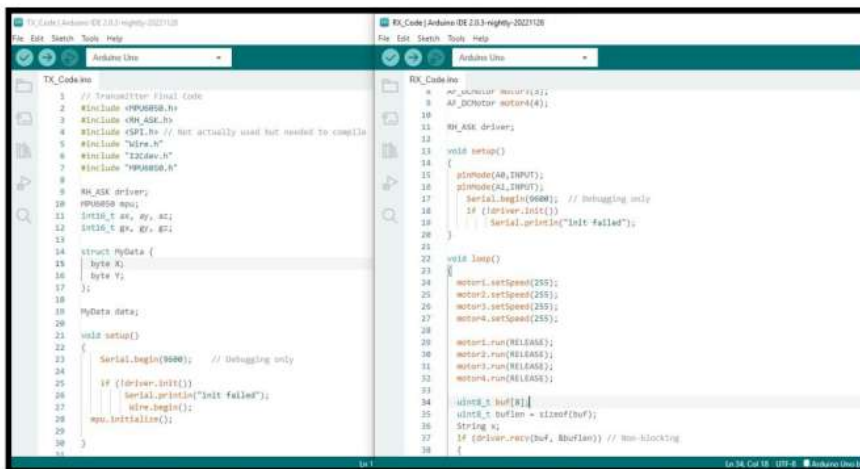 TX_Code | Arduino IDE 2.0.3-nightly-20221128
File Edit Sketch Tools Help
Arduino Uno
TX_Code.ino
1 // Transmitter Final Code
2 #include <MPU6050.h>
3 #include <RH_ASK.h>
4 #include <SPI.h> // Not actually used but needed to compile
5 #include "Wire.h"
6 #include "I2Cdev.h"
7 #include "MPU6050.h"
8
9 RH_ASK driver;
10 MPU6050 mpu;
11 int16_t ax, ay, az;
12 int16_t gx, gy, gz;
13
14 struct MyData {
15 byte X;
16 byte Y;
17 };
18
19 MyData data;
20
21 void setup()
22 {
23 Serial.begin(9600); // Debugging only
24
25 if (!driver.init())
26 Serial.println("init failed");
27 Wire.begin();
28 mpu.initialize();
29
30 }
31
Ln 1
RX_Code | Arduino IDE 2.0.3-nightly-20221128
File Edit Sketch Tools Help
Arduino Uno
RX_Code.ino
8 AF_DCMotor motor3(3);
9 AF_DCMotor motor4(4);
10
11 RH_ASK driver;
12
13 void setup()
14 {
15 pinMode(A0,INPUT);
16 pinMode(A1,INPUT);
17 Serial.begin(9600); // Debugging only
18 if (!driver.init())
19 Serial.println("init failed");
20 }
21
22 void loop()
23 {
24 motor1.setSpeed(255);
25 motor2.setSpeed(255);
26 motor3.setSpeed(255);
27 motor4.setSpeed(255);
28
29 motor1.run(RELEASE);
30 motor2.run(RELEASE);
31 motor3.run(RELEASE);
32 motor4.run(RELEASE);
33
34 uint8_t buf[8];
35 uint8_t buflen = sizeof(buf);
36 String x;
37 if (driver.recv(buf, &buflen)) // Non-blocking
38 {
Ln 34, Col 18 UTF-8 Arduino Uno